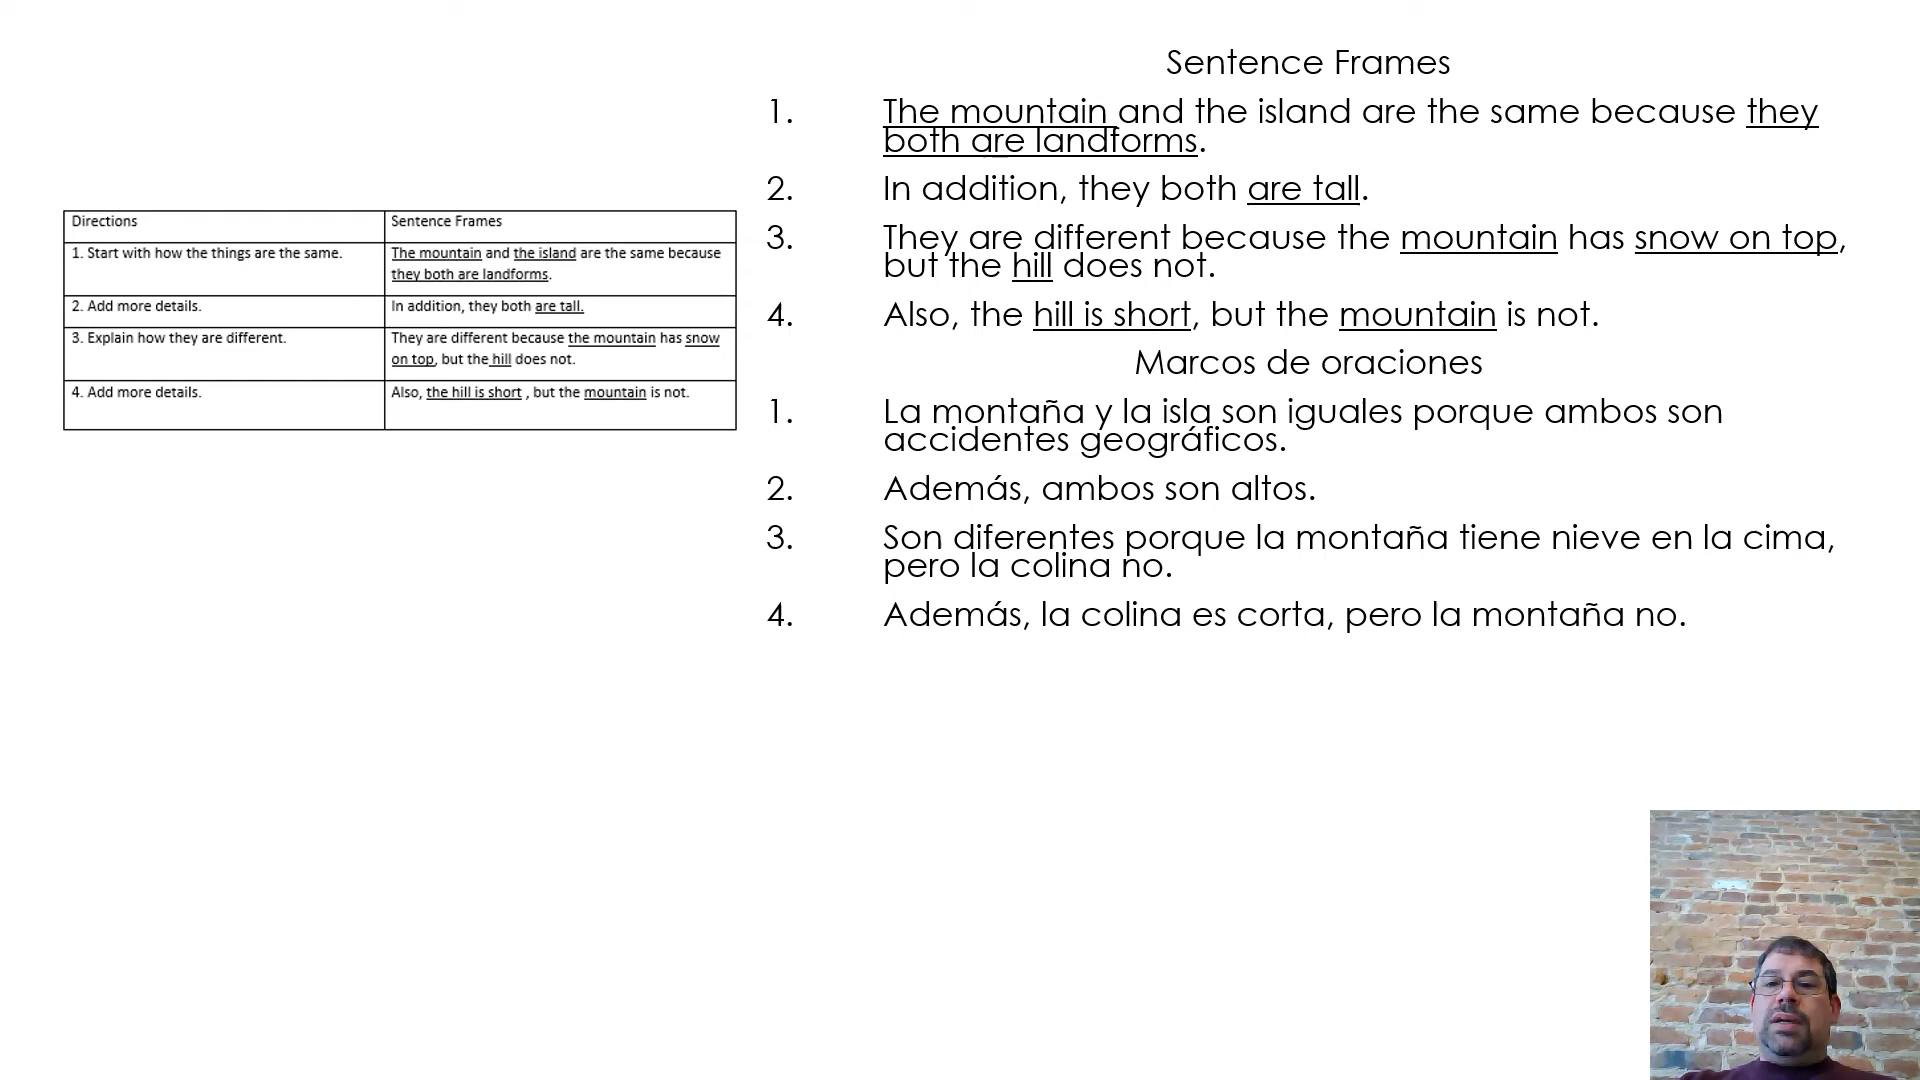 Directions
Sentence Frames
1. Start with how the things are the same.
The mountain and the island are the same because
they both are landforms.
2. Add more details.
In addition, they both are tall.
3. Explain how they are different.
They are different because the mountain has snow
on top, but the hill does not.
4. Add more details.
Also, the hill is short , but the mountain is not.
Sentence Frames
1. The mountain and the island are the same because they
both are landforms.
2. In addition, they both are tall.
3. They are different because the mountain has snow on top,
but the hill does not.
4. Also, the hill is short, but the mountain is not.
Marcos de oraciones
1. La montaña y la isla son iguales porque ambos son
accidentes geográficos.
2. Además, ambos son altos.
3. Son diferentes porque la montaña tiene nieve en la cima,
pero la colina no.
4. Además, la colina es corta, pero la montaña no.